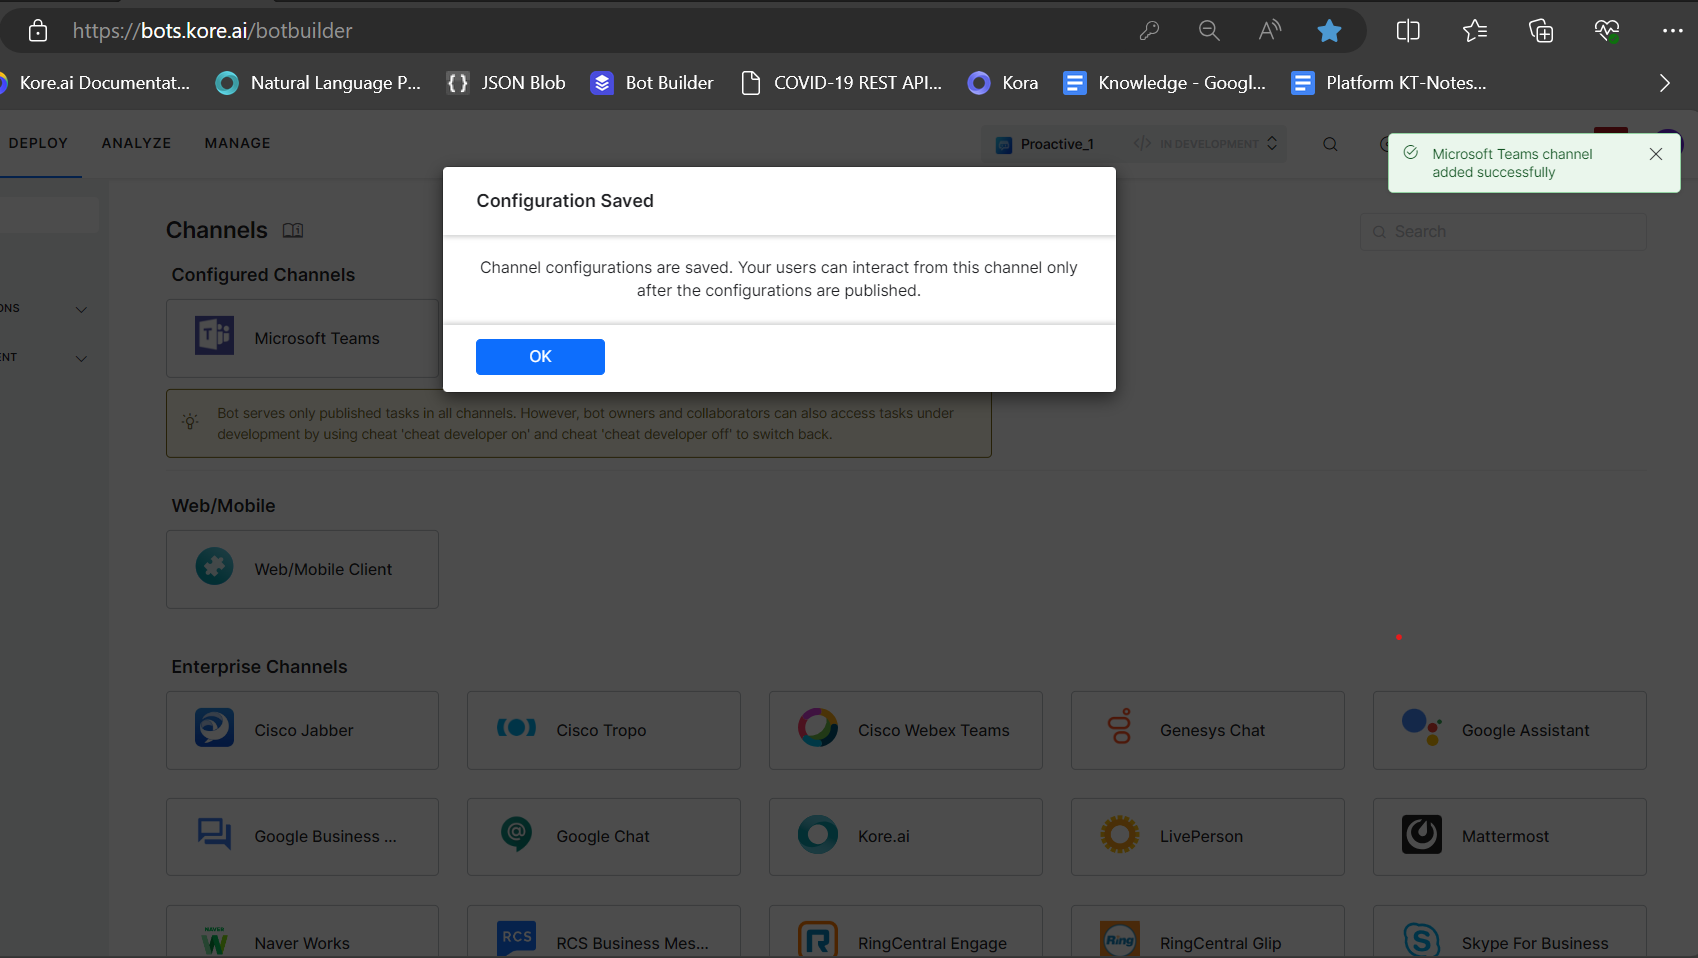 https://bots.kore.ai/botbuilder
Kore.ai Documentat...
Natural Language P...
{} JSON Blob
Bot Builder
COVID-19 REST API...
Kora
Knowledge - Googl...
Platform KT-Notes...
DEPLOY
ANALYZE
MANAGE
Proactive_1
IN DEVELOPMENT
Microsoft Teams channel
added successfully
Configuration Saved
Channel configurations are saved. Your users can interact from this channel only
after the configurations are published.
OK
Channels
Search
Configured Channels
ONS
ENT
Microsoft Teams
Bot serves only published tasks in all channels. However, bot owners and collaborators can also access tasks under
development by using cheat 'cheat developer on' and cheat 'cheat developer off' to switch back.
Web/Mobile
Web/Mobile Client
Enterprise Channels
Cisco Jabber
Cisco Tropo
Cisco Webex Teams
Genesys Chat
Google Assistant
Google Business ...
Google Chat
Kore.ai
LivePerson
Mattermost
NAVER
W
Naver Works
RCS
RCS Business Mes...
RingCentral Engage
Ring
RingCentral Glip
Skype For Business